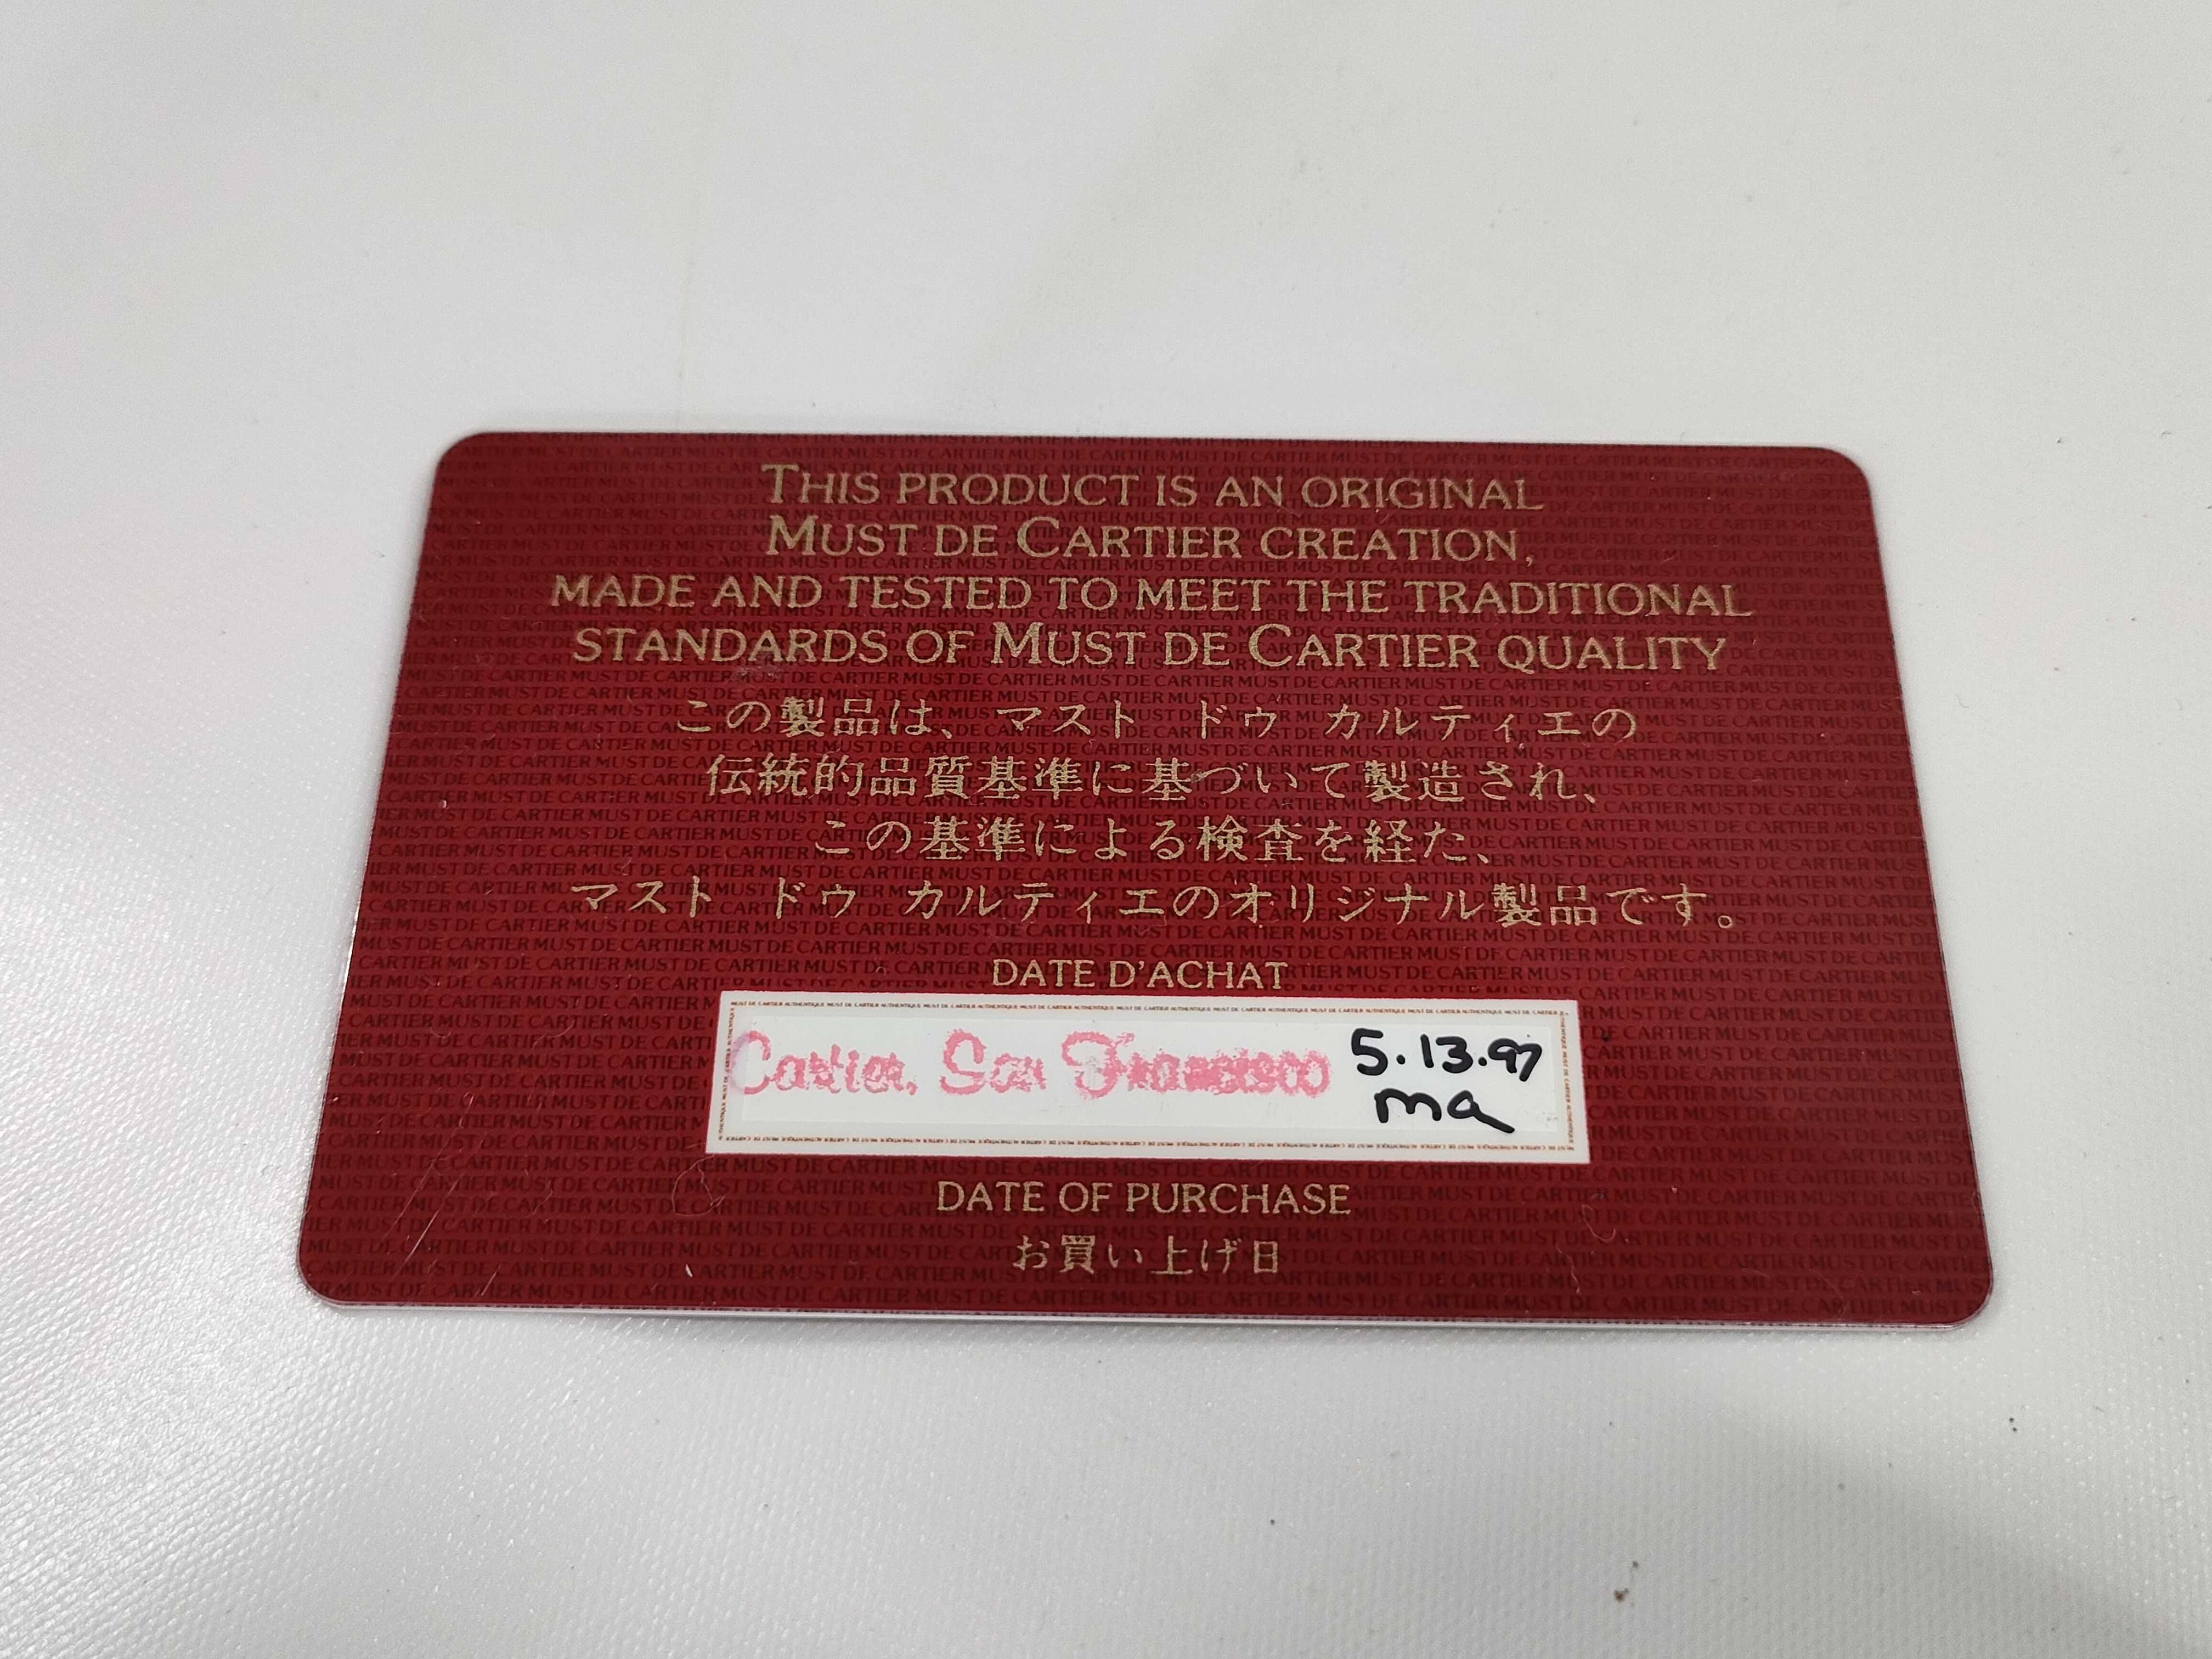 THIS PRODUCT IS AN ORIGINAL
MUST DE CARTIER CREATION,
MADE AND TESTED TO MEET THE TRADITIONAL
STANDARDS OF MUST DE CARTIER QUALITY
この製品は、マスト ドゥ カルティエの
伝統的品質基準に基づいて製造され、
この基準による検査を経た、
マスト ドゥ カルティエのオリジナル製品です。
DATE D'ACHAT
Cartier, San Francisco 5.13.97
ma
DATE OF PURCHASE
お買い上げ日